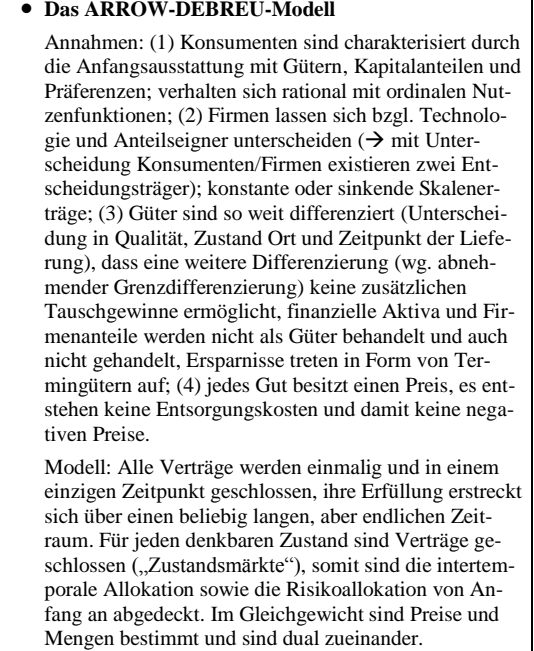 • Das ARROW-DEBREU-Modell
Annahmen: (1) Konsumenten sind charakterisiert durch
die Anfangsausstattung mit Gütern, Kapitalanteilen und
Präferenzen; verhalten sich rational mit ordinalen Nut-
zenfunktionen; (2) Firmen lassen sich bzgl. Technolo-
gie und Anteilseigner unterscheiden (→ mit Unter-
scheidung Konsumenten/Firmen existieren zwei Ent-
scheidungsträger); konstante oder sinkende Skalener-
träge; (3) Güter sind so weit differenziert (Unterschei-
dung in Qualität, Zustand Ort und Zeitpunkt der Liefe-
rung), dass eine weitere Differenzierung (wg. abneh-
mender Grenzdifferenzierung) keine zusätzlichen
Tauschgewinne ermöglicht, finanzielle Aktiva und Fir-
menanteile werden nicht als Güter behandelt und auch
nicht gehandelt, Ersparnisse treten in Form von Ter-
mingütern auf; (4) jedes Gut besitzt einen Preis, es ent-
stehen keine Entsorgungskosten und damit keine nega-
tiven Preise.
Modell: Alle Verträge werden einmalig und in einem
einzigen Zeitpunkt geschlossen, ihre Erfüllung erstreckt
sich über einen beliebig langen, aber endlichen Zeit-
raum. Für jeden denkbaren Zustand sind Verträge ge-
schlossen („Zustandsmärkte“), somit sind die intertem-
porale Allokation sowie die Risikoallokation von An-
fang an abgedeckt. Im Gleichgewicht sind Preise und
Mengen bestimmt und sind dual zueinander.